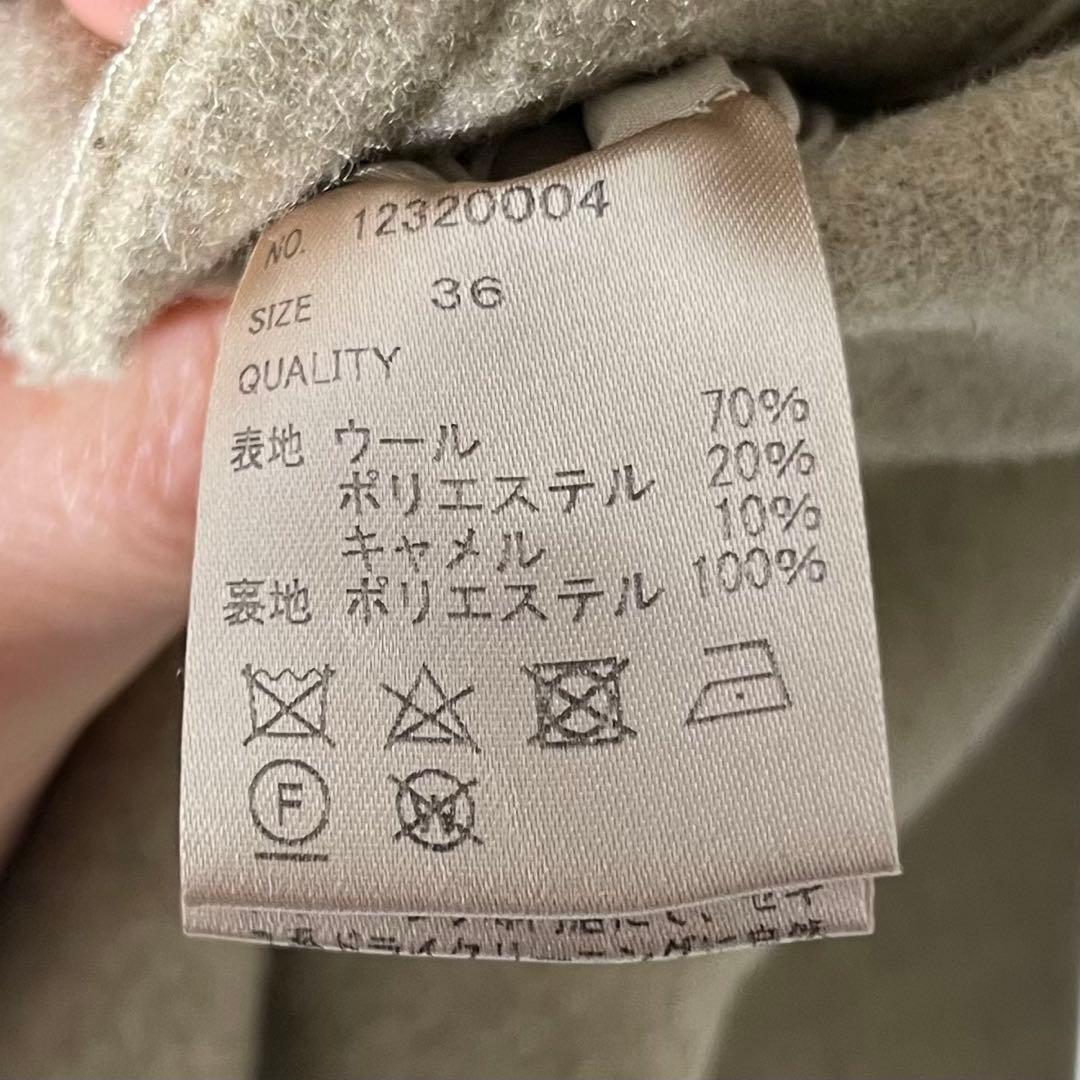 NO. 12320004
SIZE 36
QUALITY
表地 ウール 70%
ポリエステル 20%
キャメル 10%
裏地 ポリエステル 100%
F
W